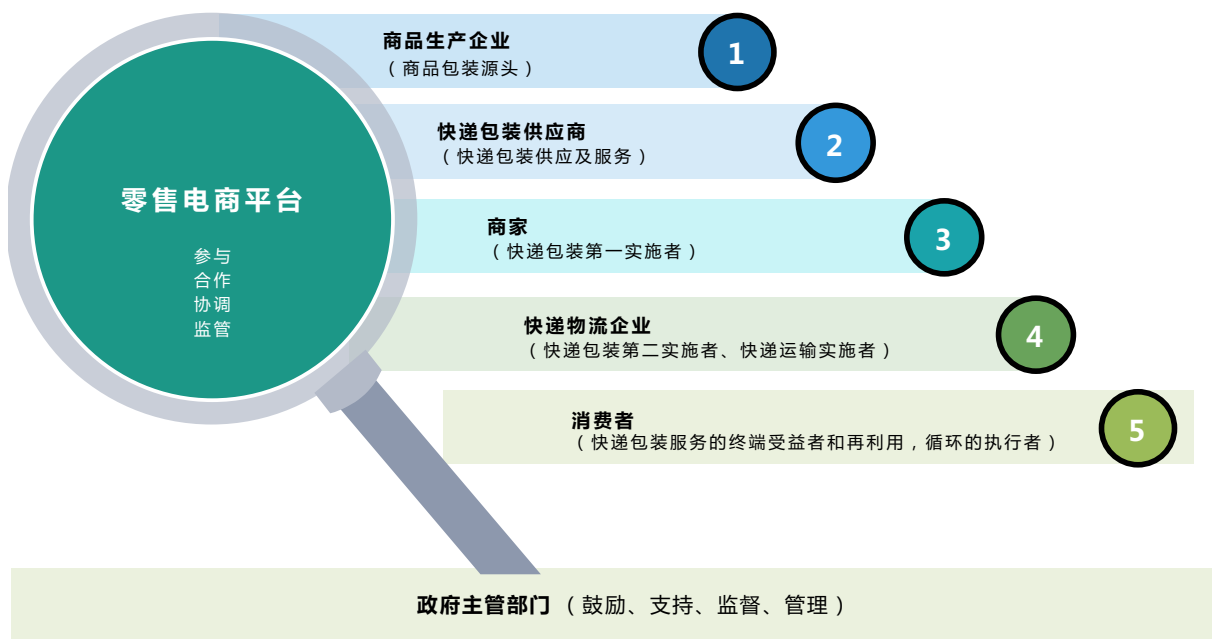 商品生产企业
（商品包装源头）
1
快递包装供应商
（快递包装供应及服务）
2
零售电商平台
参与
合作
协调
监管
商家
（快递包装第一实施者）
3
快递物流企业
（快递包装第二实施者、快递运输实施者）
4
消费者
（快递包装服务的终端受益者和再利用，循环的执行者）
5
政府主管部门（鼓励、支持、监督、管理）